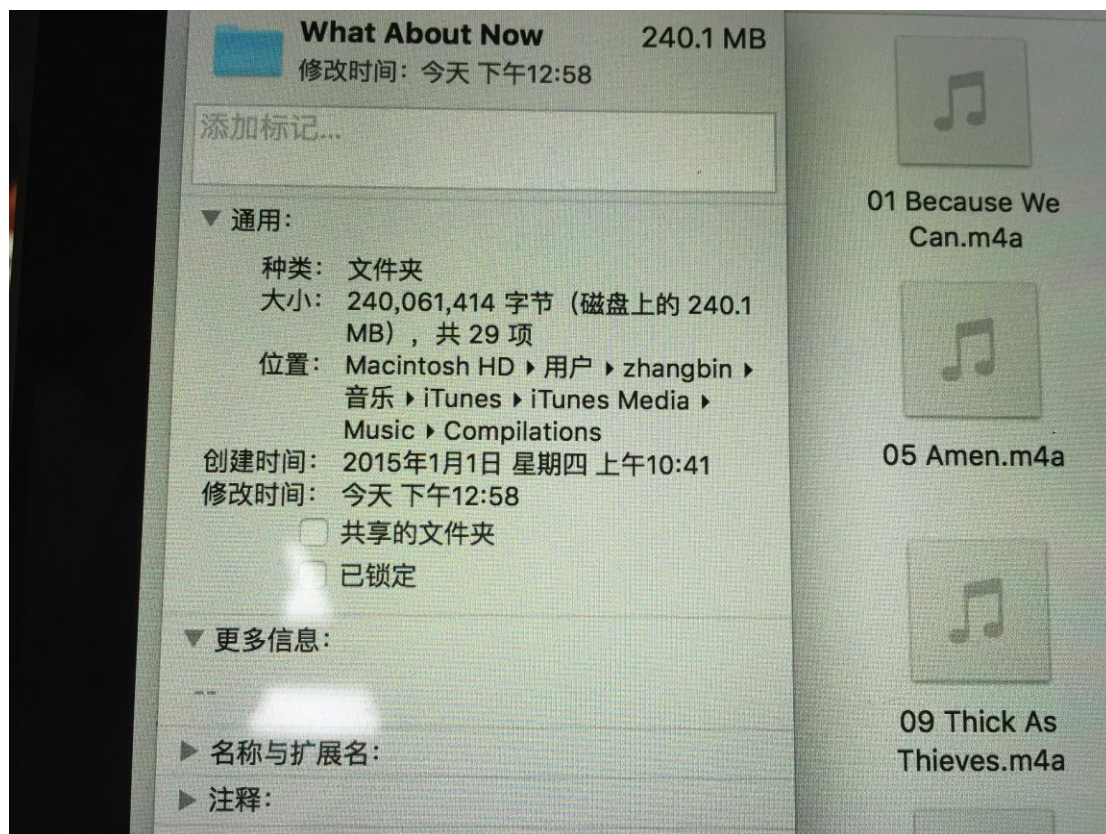 What About Now
240.1 MB
修改时间：今天 下午12:58
添加标记...
通用：
种类： 文件夹
大小： 240,061,414 字节（磁盘上的 240.1
MB），共 29 项
位置： Macintosh HD ▸ 用户 ▸ zhangbin ▸
音乐 ▸ iTunes ▸ iTunes Media ▸
Music ▸ Compilations
创建时间： 2015年1月1日 星期四 上午10:41
修改时间： 今天 下午12:58
共享的文件夹
已锁定
更多信息：
--
名称与扩展名：
注释：
01 Because We
Can.m4a
05 Amen.m4a
09 Thick As
Thieves.m4a